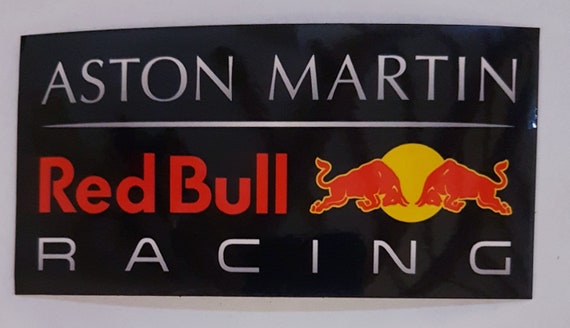 ASTON MARTIN
Red Bull
RACING